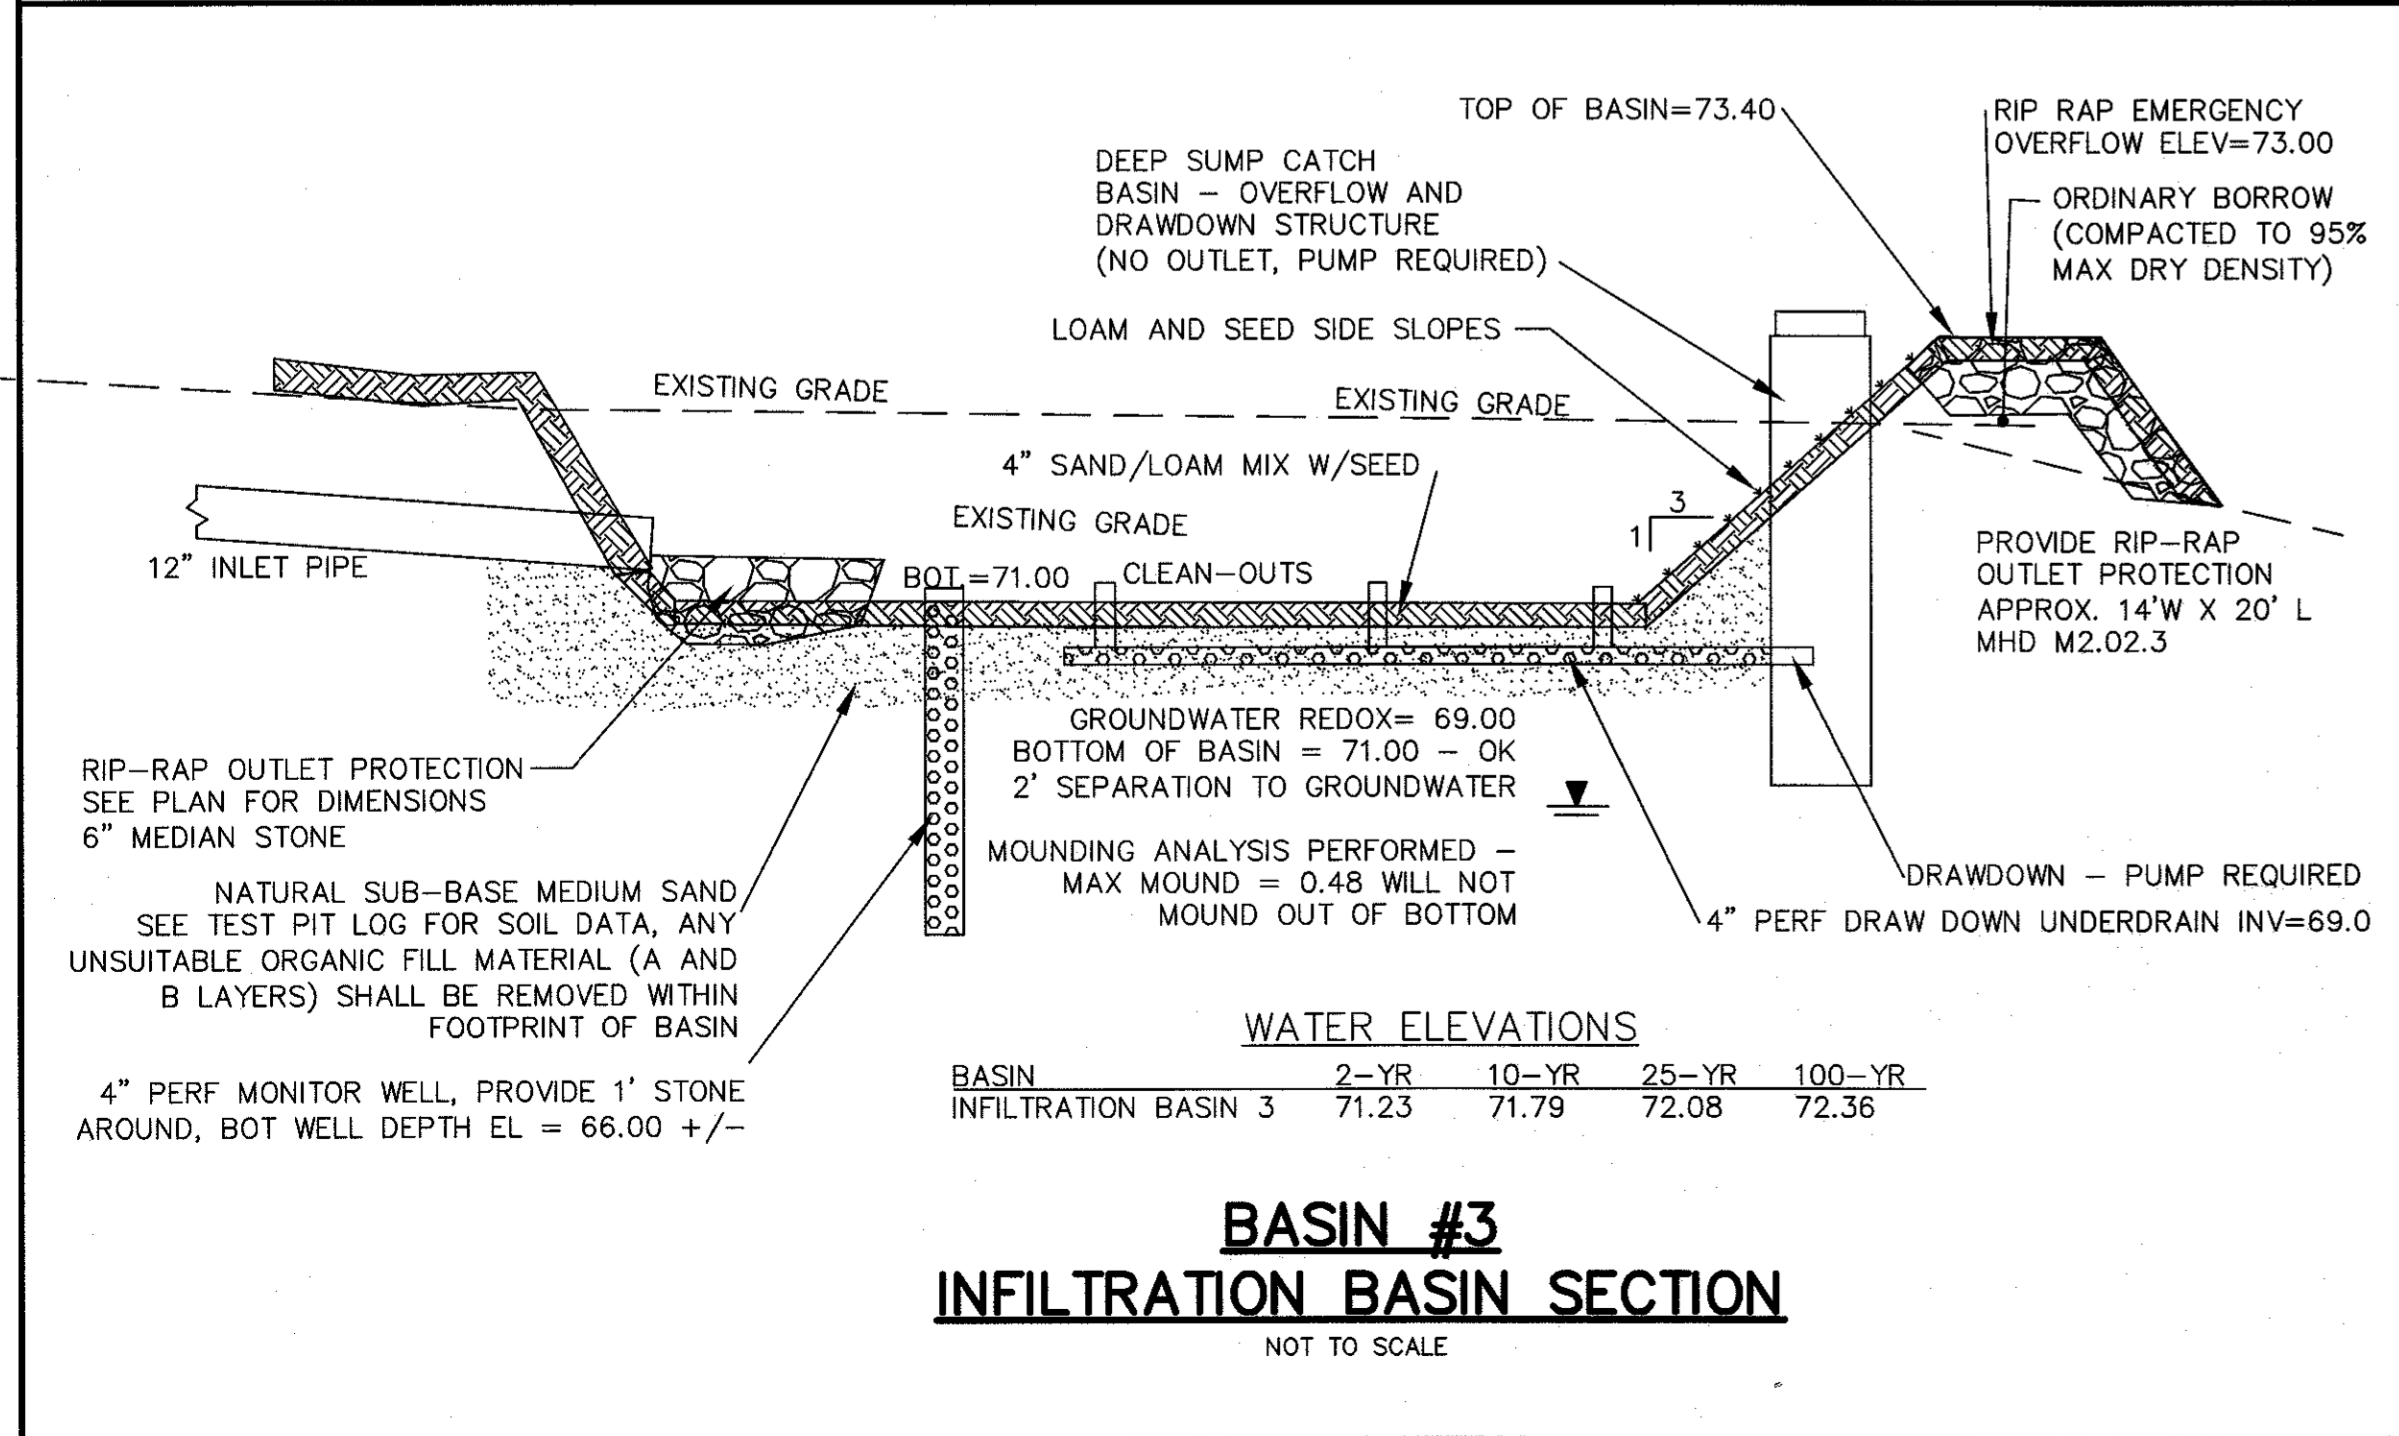 TOP OF BASIN=73.40
RIP RAP EMERGENCY
OVERFLOW ELEV=73.00
DEEP SUMP CATCH
BASIN – OVERFLOW AND
DRAWDOWN STRUCTURE
(NO OUTLET, PUMP REQUIRED)
ORDINARY BORROW
(COMPACTED TO 95%
MAX DRY DENSITY)
LOAM AND SEED SIDE SLOPES
EXISTING GRADE
EXISTING GRADE
4" SAND/LOAM MIX W/SEED
EXISTING GRADE
3
1
12" INLET PIPE
BOT.=71.00
CLEAN–OUTS
PROVIDE RIP–RAP
OUTLET PROTECTION
APPROX. 14'W X 20' L
MHD M2.02.3
GROUNDWATER REDOX= 69.00
BOTTOM OF BASIN = 71.00 – OK
2' SEPARATION TO GROUNDWATER
RIP–RAP OUTLET PROTECTION
SEE PLAN FOR DIMENSIONS
6" MEDIAN STONE
MOUNDING ANALYSIS PERFORMED –
MAX MOUND = 0.48 WILL NOT
MOUND OUT OF BOTTOM
DRAWDOWN – PUMP REQUIRED
4" PERF DRAW DOWN UNDERDRAIN INV=69.0
NATURAL SUB–BASE MEDIUM SAND
SEE TEST PIT LOG FOR SOIL DATA, ANY
UNSUITABLE ORGANIC FILL MATERIAL (A AND
B LAYERS) SHALL BE REMOVED WITHIN
FOOTPRINT OF BASIN
4" PERF MONITOR WELL, PROVIDE 1' STONE
AROUND, BOT WELL DEPTH EL = 66.00 +/–
WATER ELEVATIONS
BASIN 2–YR 10–YR 25–YR 100–YR
INFILTRATION BASIN 3 71.23 71.79 72.08 72.36
BASIN #3
INFILTRATION BASIN SECTION
NOT TO SCALE